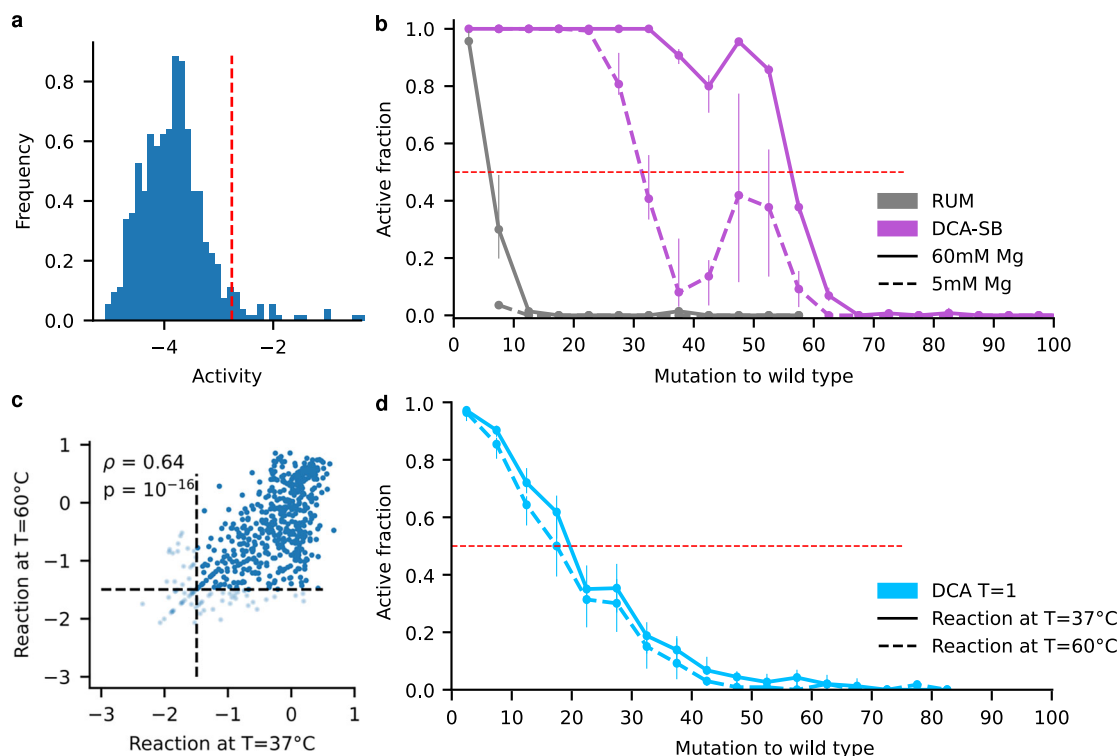 a
0.8
0.6
0.4
0.2
0.0
Frequency
−4
−2
Activity
b
1.0
0.8
0.6
0.4
0.2
0.0
Active fraction
RUM
DCA-SB
60mM Mg
5mM Mg
0 10 20 30 40 50 60 70 80 90 100
Mutation to wild type
c
1
0
−1
−2
−3
Reaction at T=60°C
ρ = 0.64
p = 10⁻¹⁶
−3 −2 −1 0 1
Reaction at T=37°C
d
1.0
0.8
0.6
0.4
0.2
0.0
Active fraction
DCA T=1
Reaction at T=37°C
Reaction at T=60°C
0 10 20 30 40 50 60 70 80 90 100
Mutation to wild type